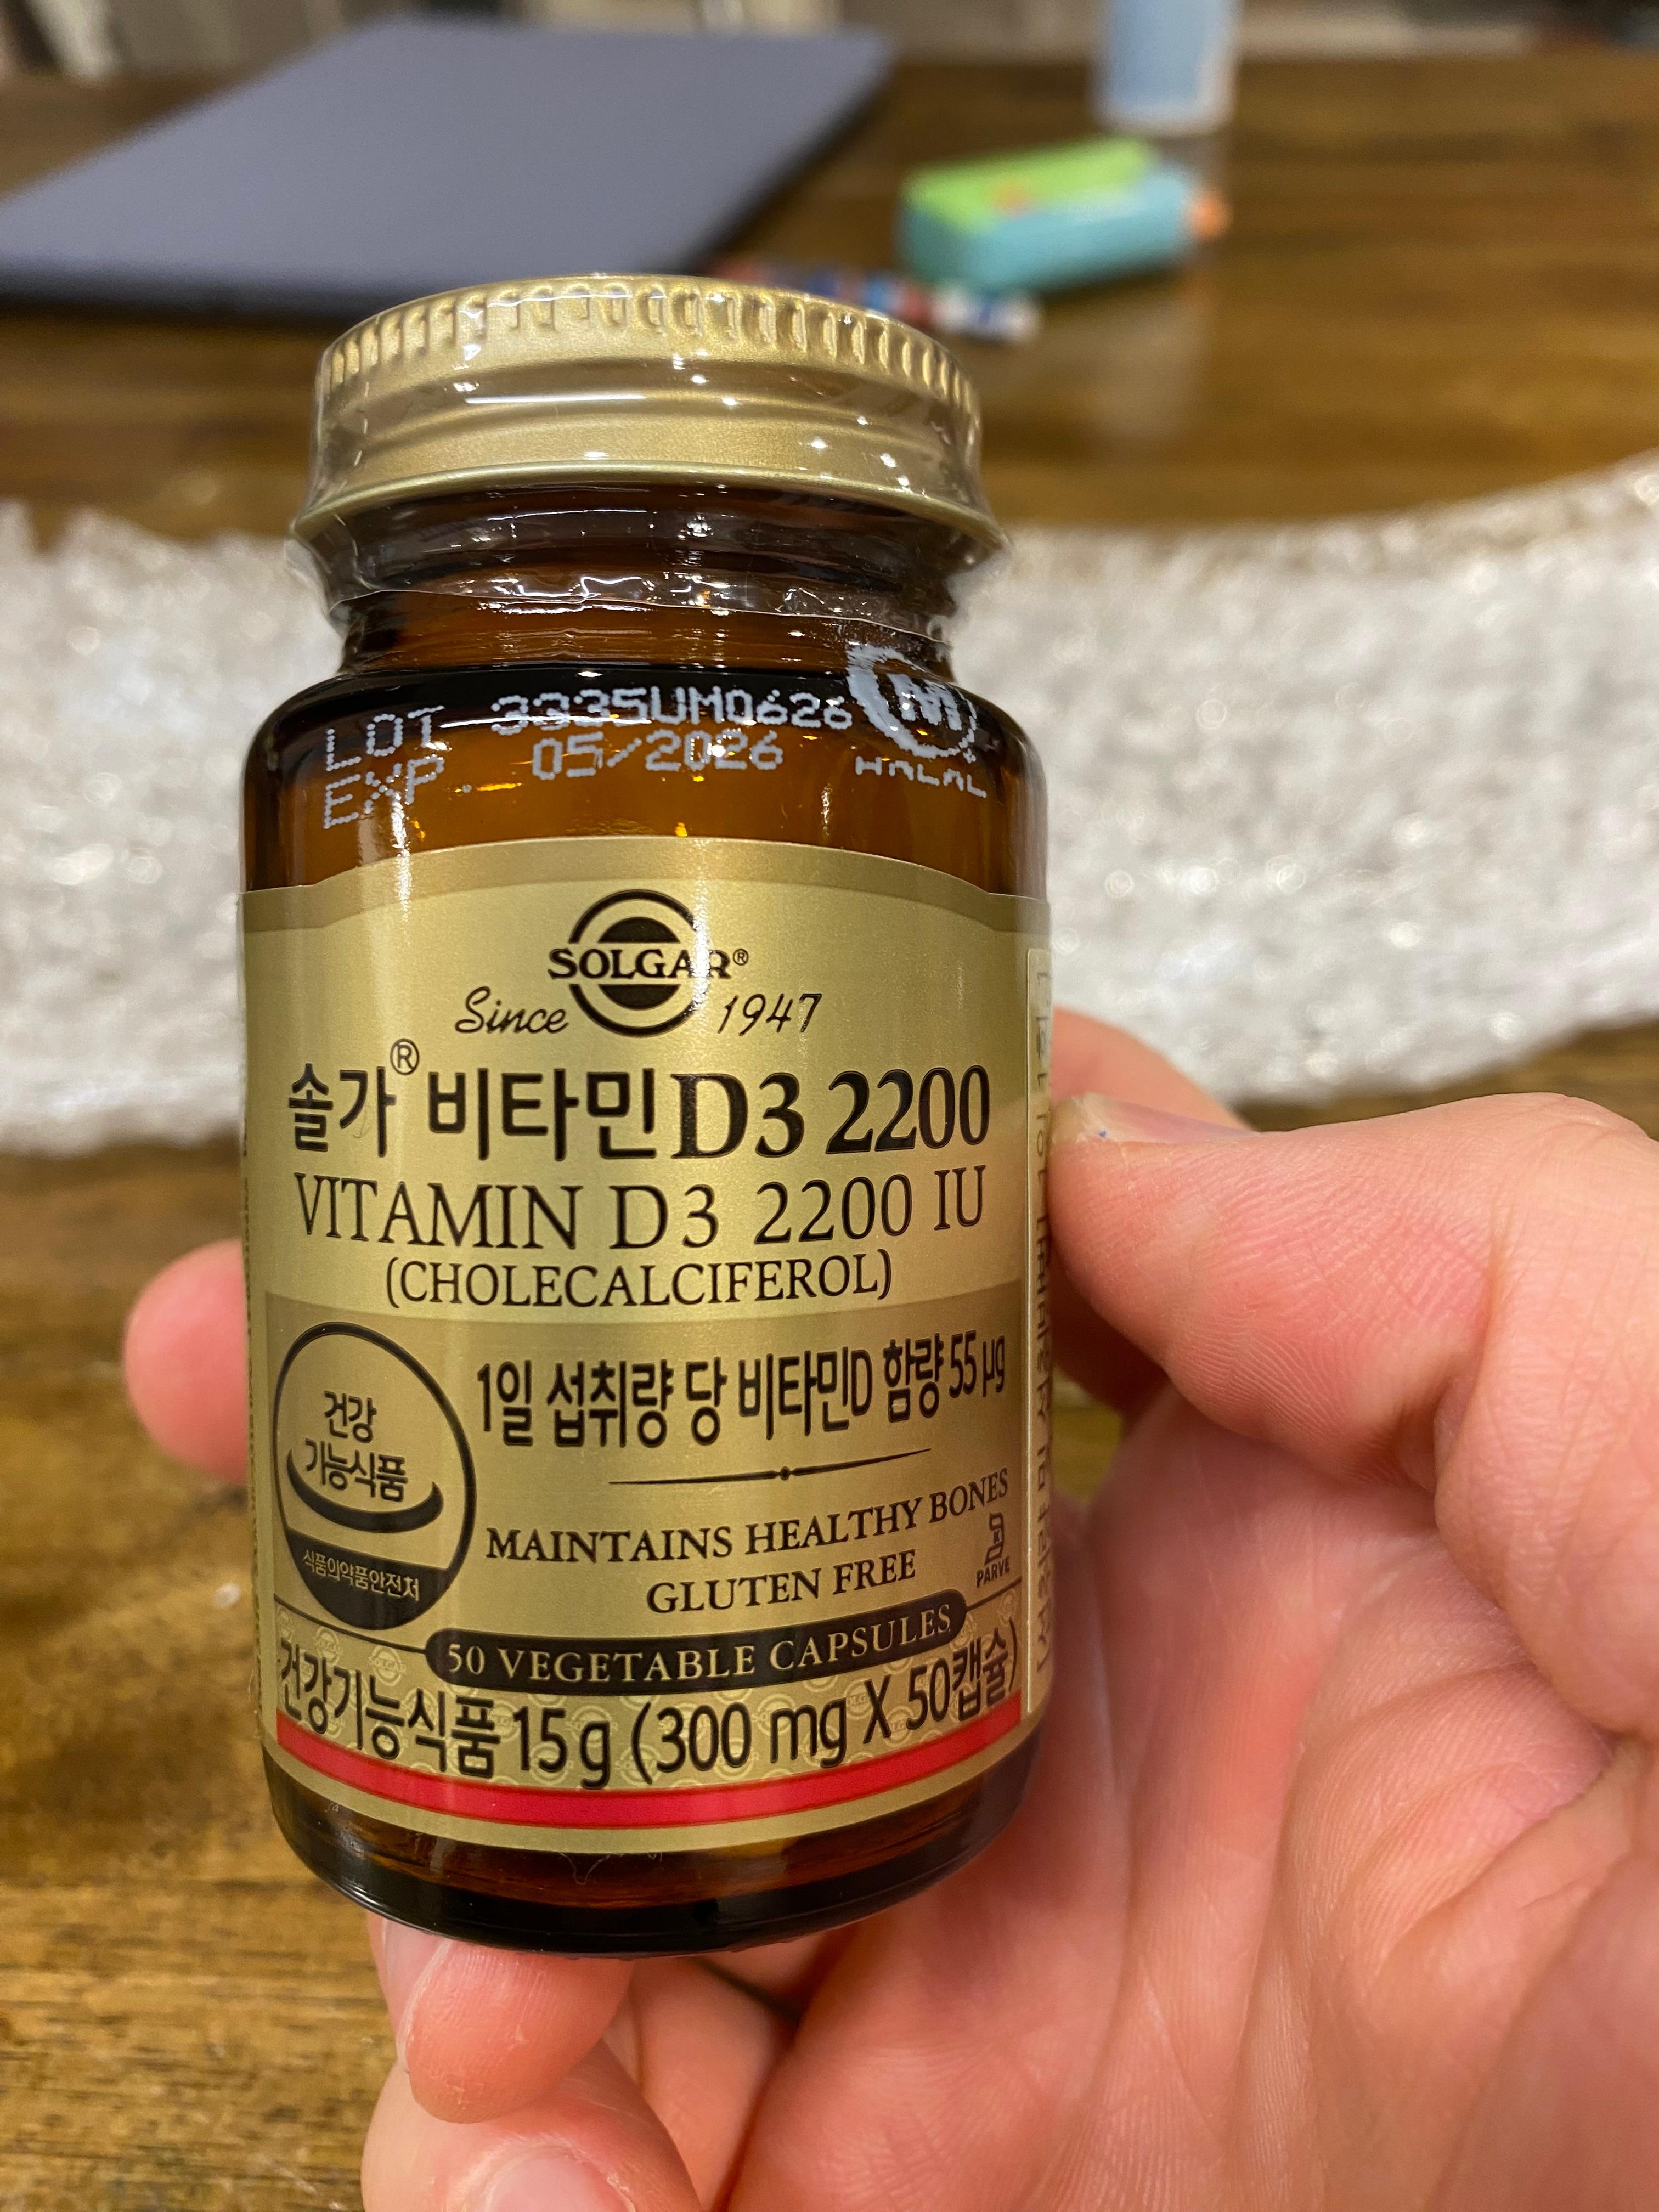 LOT 3335UM0626
EXP. 05/2026
M
HALAL
SOLGAR®
Since 1947
솔가® 비타민D3 2200
VITAMIN D3 2200 IU
(CHOLECALCIFEROL)
1일 섭취량 당 비타민D 함량 55 μg
건강
기능식품
식품의약품안전처
MAINTAINS HEALTHY BONES
GLUTEN FREE
PARVE
50 VEGETABLE CAPSULES
건강기능식품 15 g (300 mg X 50캡슐)